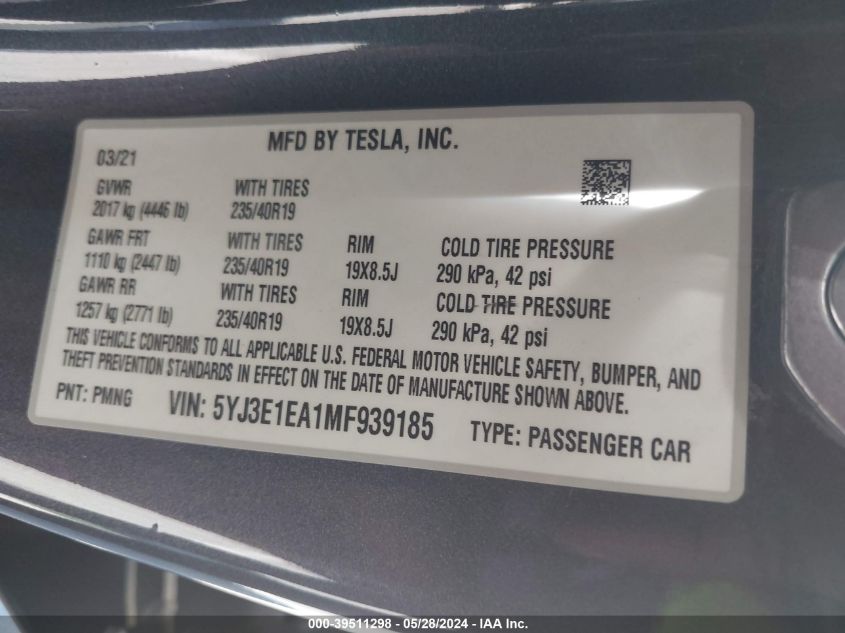 MFD BY TESLA, INC.
03/21
GVWR WITH TIRES
2017 kg (4446 lb) 235/40R19
GAWR FRT WITH TIRES RIM COLD TIRE PRESSURE
1110 kg (2447 lb) 235/40R19 19X8.5J 290 kPa, 42 psi
GAWR RR WITH TIRES RIM COLD TIRE PRESSURE
1257 kg (2771 lb) 235/40R19 19X8.5J 290 kPa, 42 psi
THIS VEHICLE CONFORMS TO ALL APPLICABLE U.S. FEDERAL MOTOR VEHICLE SAFETY, BUMPER, AND
THEFT PREVENTION STANDARDS IN EFFECT ON THE DATE OF MANUFACTURE SHOWN ABOVE.
PNT: PMNG VIN: 5YJ3E1EA1MF939185 TYPE: PASSENGER CAR
000-39511298 - 05/28/2024 - IAA Inc.